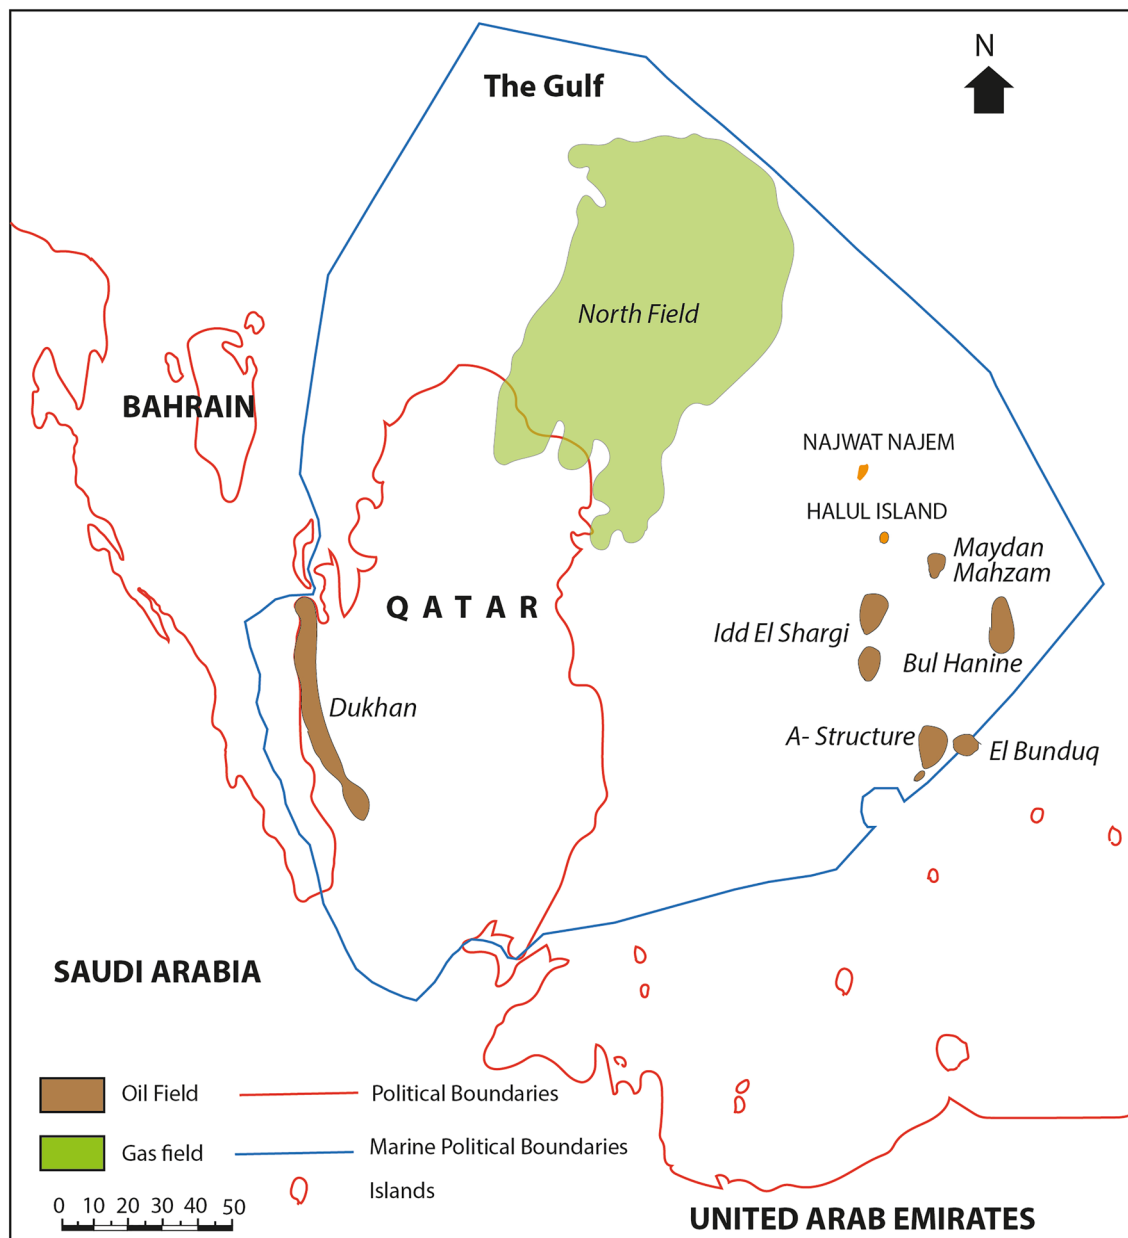 N
The Gulf
North Field
BAHRAIN
NAJWAT NAJEM
HALUL ISLAND
Maydan
Mahzam
QATAR
Idd El Shargi
Bul Hanine
Dukhan
A- Structure
El Bunduq
SAUDI ARABIA
Oil Field
Political Boundaries
Gas field
Marine Political Boundaries
Islands
0 10 20 30 40 50
UNITED ARAB EMIRATES